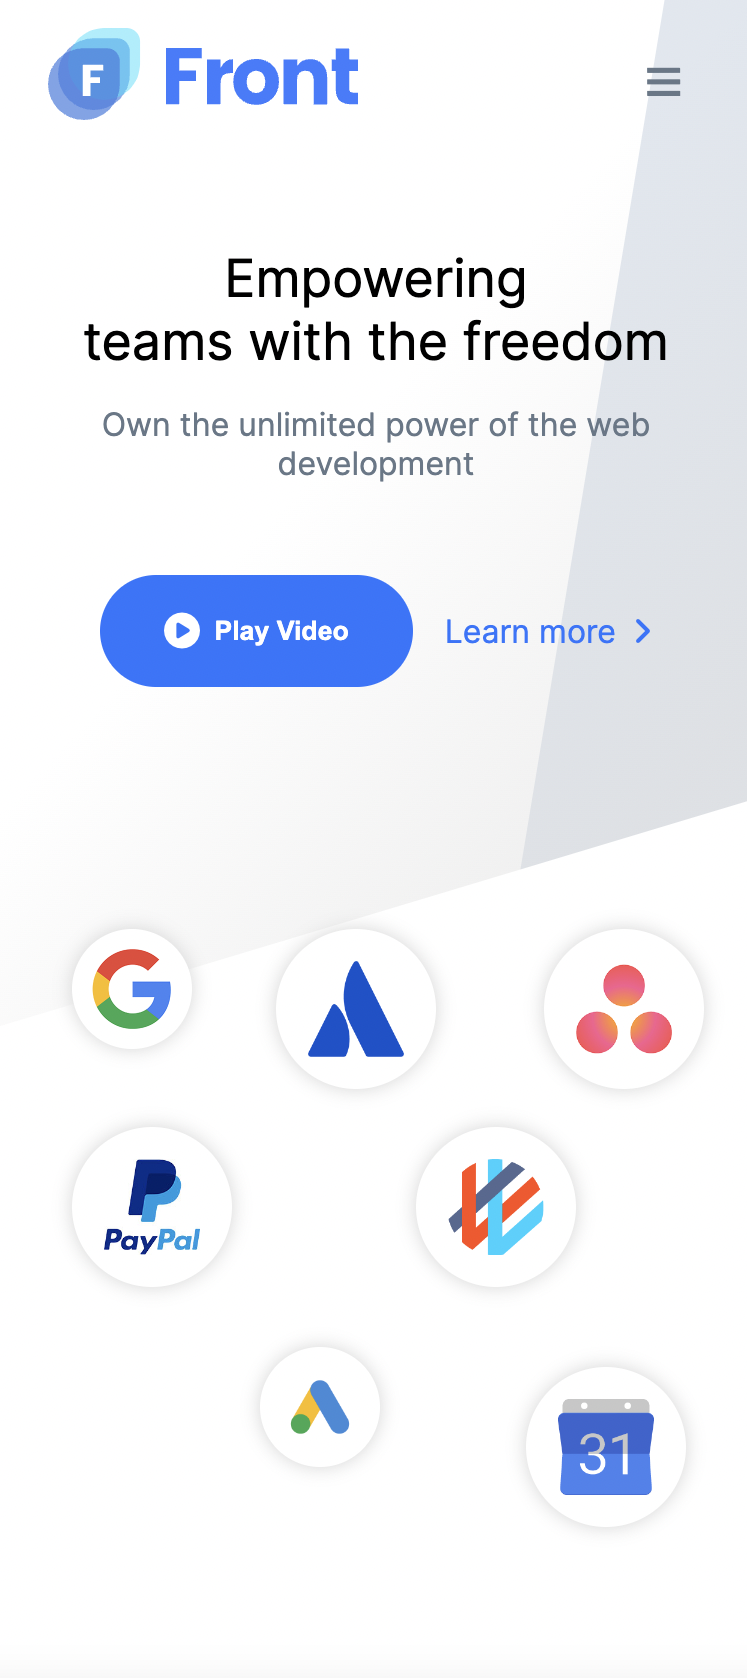 F Front
Empowering
teams with the freedom
Own the unlimited power of the web
development
Play Video Learn more
G
PayPal
31